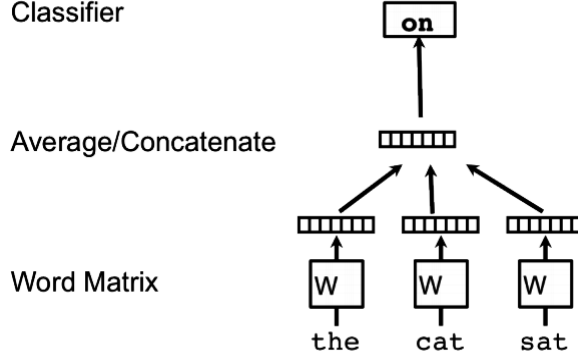 Classifier
on
Average/Concatenate
Word Matrix
W W W
the cat sat